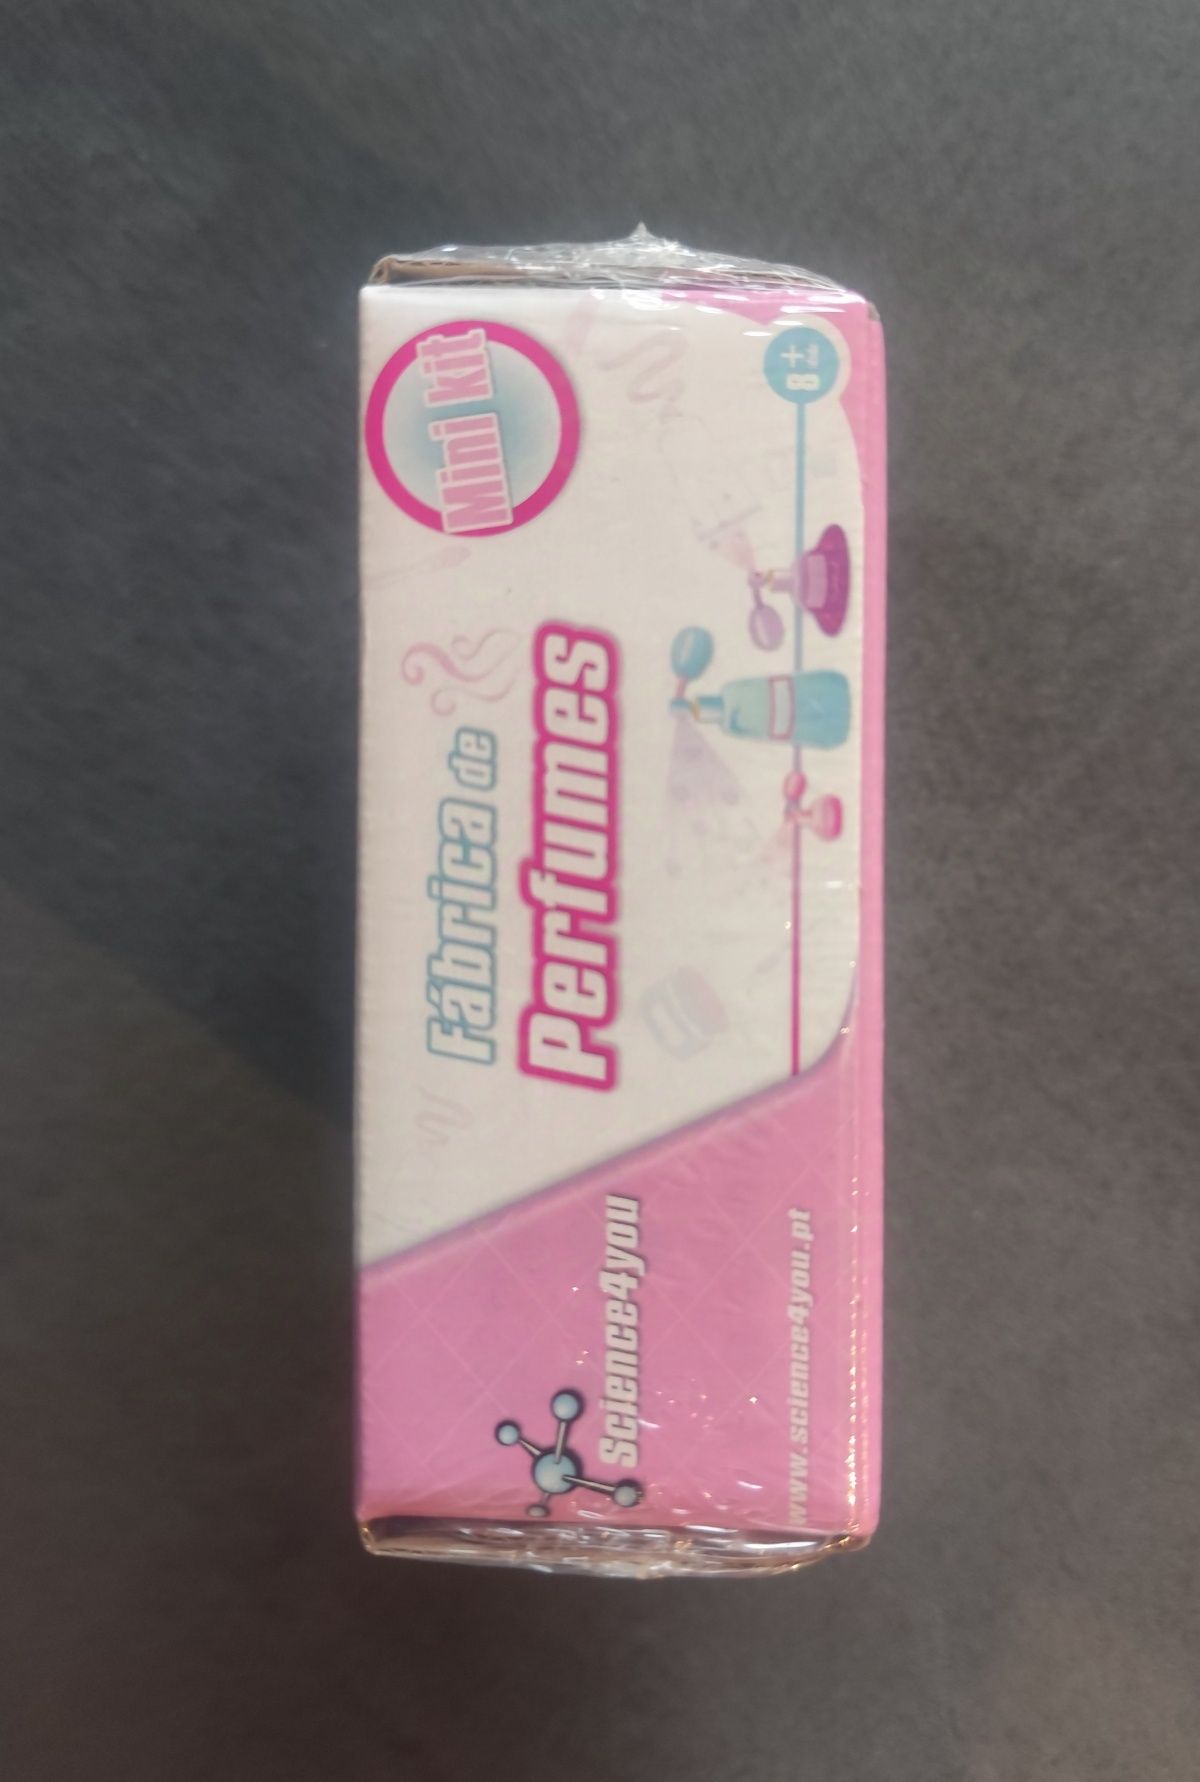 Mini kit
Fábrica de
Perfumes
8+
Science4you
www.science4you.pt